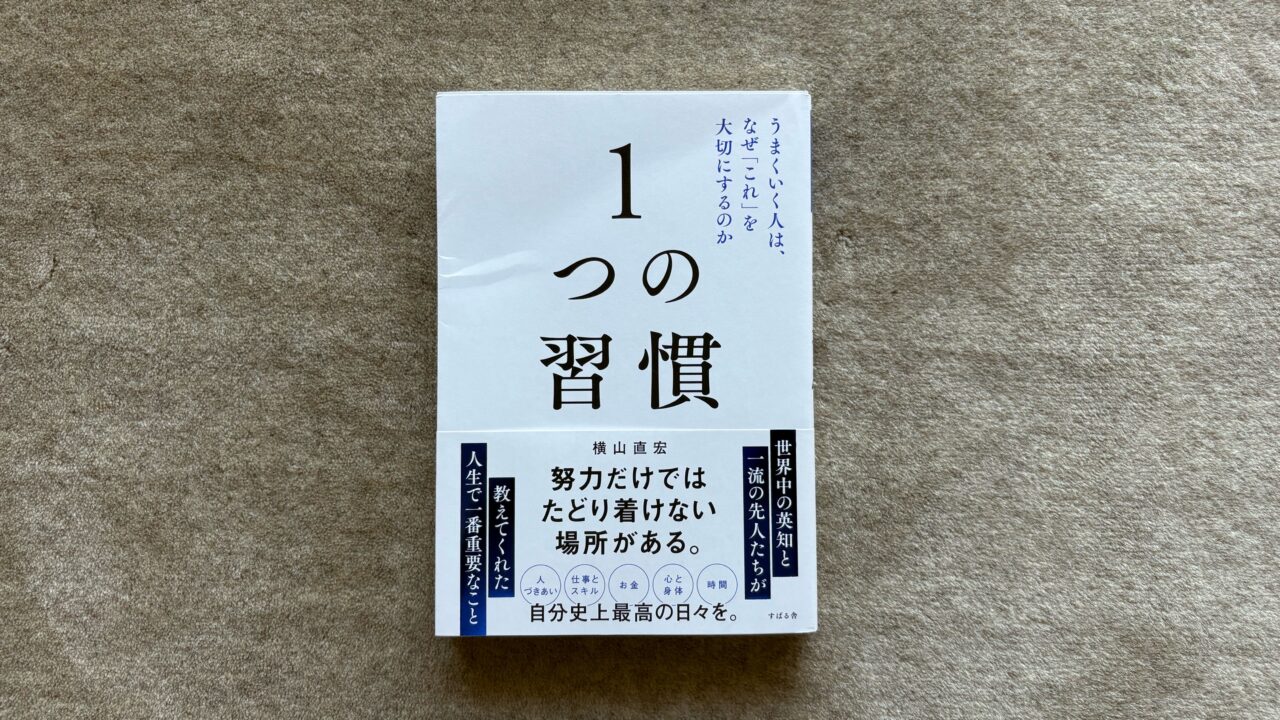 うまくいく人は、
なぜ「これ」を
大切にするのか
1
つの
習慣
横山直宏
世界中の英知と
一流の先人たちが
教えてくれた
人生で一番重要なこと
努力だけでは
たどり着けない
場所がある。
人
づきあい
仕事と
スキル
お金
心と
身体
時間
自分史上最高の日々を。
すばる舎